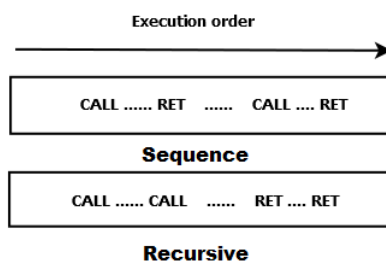 Execution order
CALL ...... RET ...... CALL .... RET
Sequence
CALL ...... CALL ...... RET .... RET
Recursive